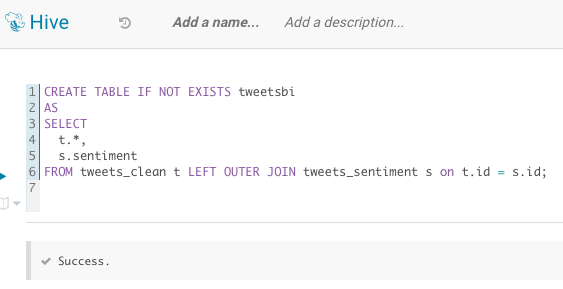 Hive Add a name... Add a description...
1 CREATE TABLE IF NOT EXISTS tweetsbi
2 AS
3 SELECT
4   t.*,
5   s.sentiment
6 FROM tweets_clean t LEFT OUTER JOIN tweets_sentiment s on t.id = s.id;
7
Success.